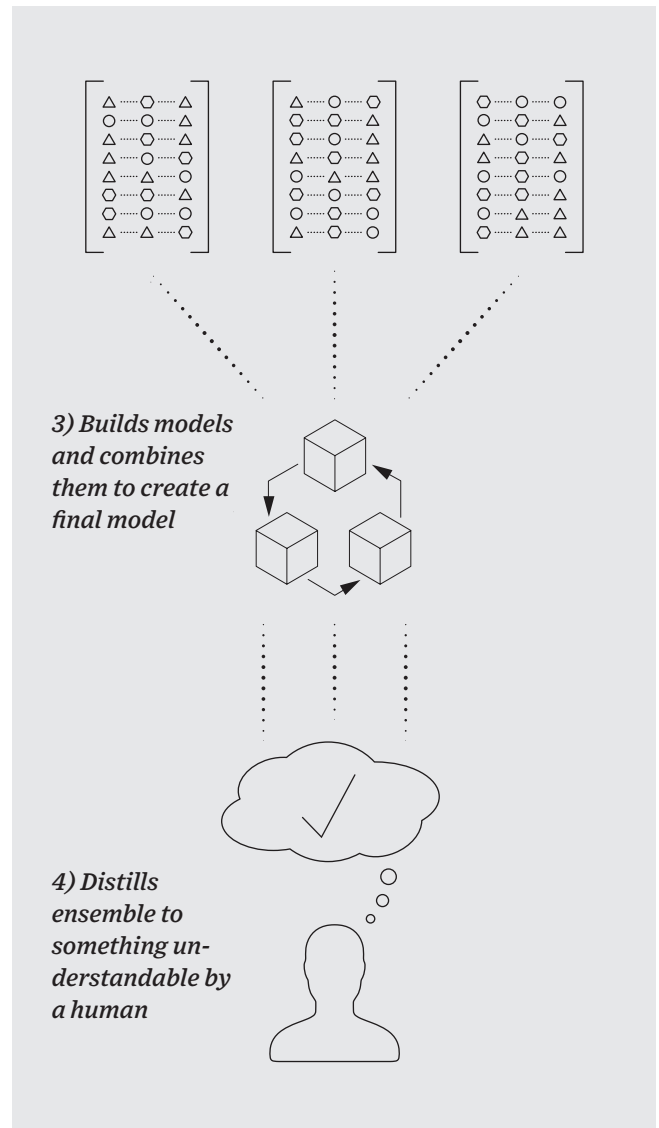 3) Builds models
and combines
them to create a
final model
4) Distills
ensemble to
something un-
derstandable by
a human